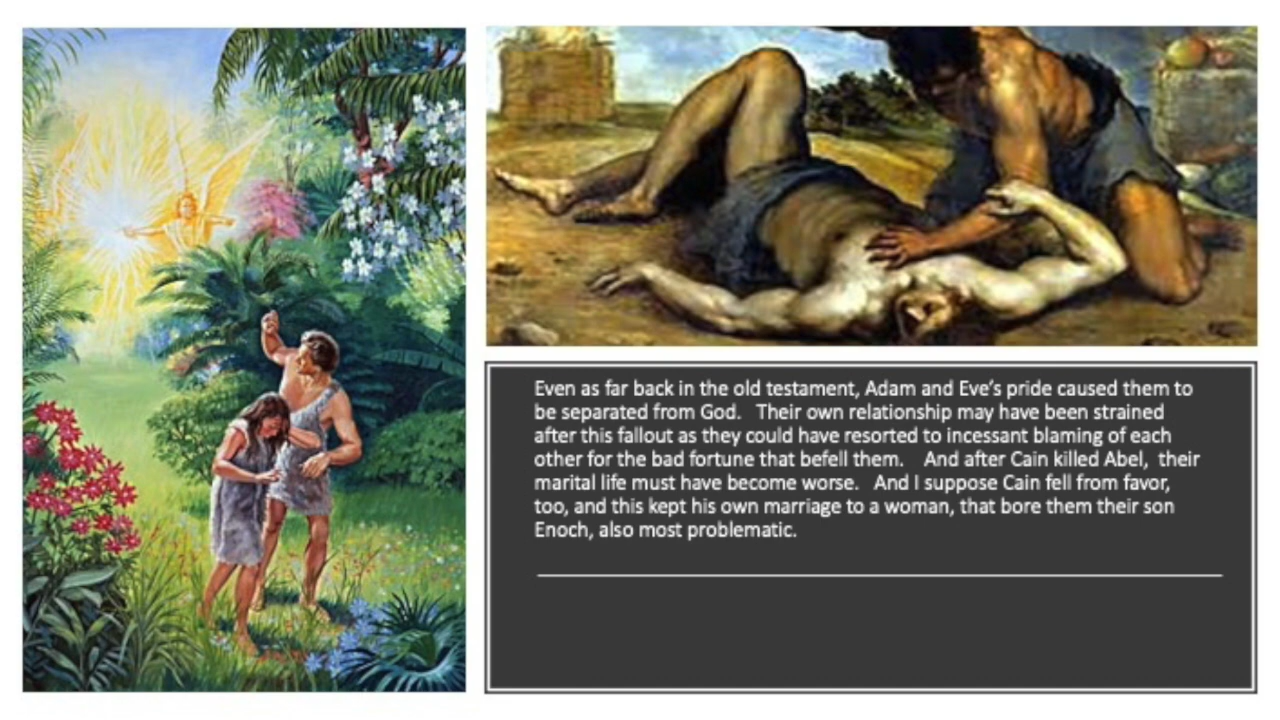 Even as far back in the old testament, Adam and Eve's pride caused them to
be separated from God.   Their own relationship may have been strained
after this fallout as they could have resorted to incessant blaming of each
other for the bad fortune that befell them.    And after Cain killed Abel,  their
marital life must have become worse.   And I suppose Cain fell from favor,
too, and this kept his own marriage to a woman, that bore them their son
Enoch, also most problematic.